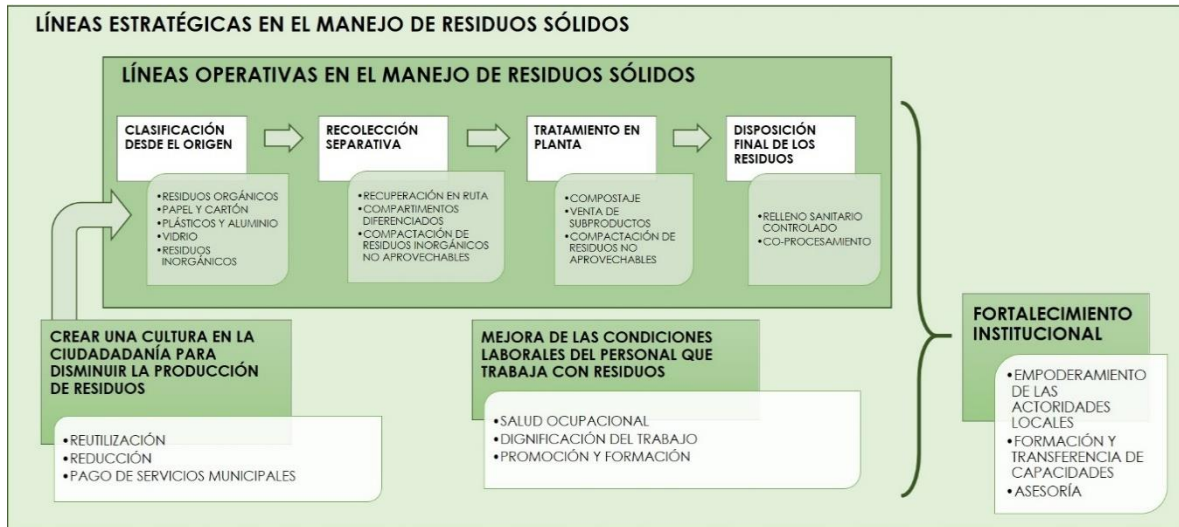 LÍNEAS ESTRATÉGICAS EN EL MANEJO DE RESIDUOS SÓLIDOS
LÍNEAS OPERATIVAS EN EL MANEJO DE RESIDUOS SÓLIDOS
CLASIFICACIÓN
DESDE EL ORIGEN
•RESIDUOS ORGÁNICOS
•PAPEL Y CARTÓN
•PLÁSTICOS Y ALUMINIO
•VIDRIO
•RESIDUOS
INORGÁNICOS
RECOLECCIÓN
SEPARATIVA
•RECUPERACIÓN EN RUTA
•COMPARTIMENTOS
DIFERENCIADOS
•COMPACTACIÓN DE
RESIDUOS INORGÁNICOS
NO APROVECHABLES
TRATAMIENTO EN
PLANTA
•COMPOSTAJE
•VENTA DE
SUBPRODUCTOS
•COMPACTACIÓN DE
RESIDUOS NO
APROVECHABLES
DISPOSICIÓN
FINAL DE LOS
RESIDUOS
•RELLENO SANITARIO
CONTROLADO
•CO-PROCESAMIENTO
CREAR UNA CULTURA EN LA
CIUDADADANÍA PARA
DISMINUIR LA PRODUCCIÓN
DE RESIDUOS
•REUTILIZACIÓN
•REDUCCIÓN
•PAGO DE SERVICIOS MUNICIPALES
MEJORA DE LAS CONDICIONES
LABORALES DEL PERSONAL QUE
TRABAJA CON RESIDUOS
•SALUD OCUPACIONAL
•DIGNIFICACIÓN DEL TRABAJO
•PROMOCIÓN Y FORMACIÓN
FORTALECIMIENTO
INSTITUCIONAL
•EMPODERAMIENTO
DE LAS
ACTORIDADES
LOCALES
•FORMACIÓN Y
TRANSFERENCIA DE
CAPACIDADES
•ASESORÍA